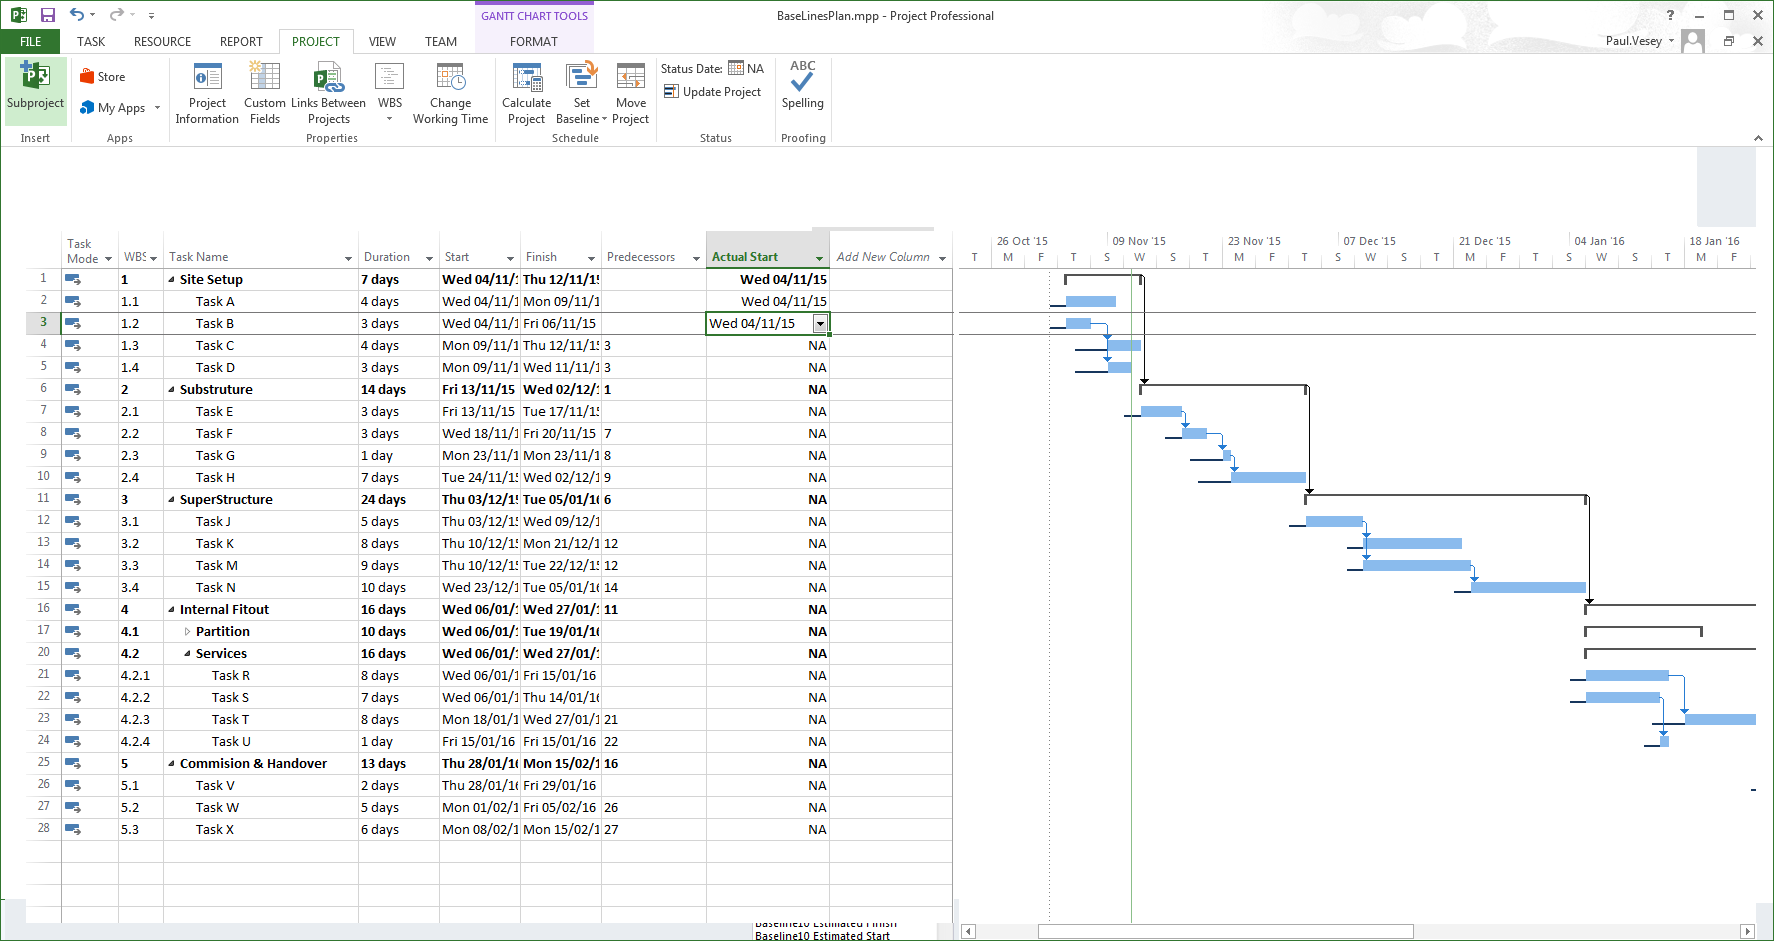 GANTT CHART TOOLS
BaseLinesPlan.mpp - Project Professional
?
FILE TASK RESOURCE REPORT PROJECT VIEW TEAM FORMAT
Paul.Vesey
Subproject
Store
My Apps
Project Information
Custom Fields
Links Between Projects
WBS
Change Working Time
Calculate Project
Set Baseline
Move Project
Status Date: NA
Update Project
ABC
Spelling
Insert Apps Properties Schedule Status Proofing
Task Mode WBS Task Name Duration Start Finish Predecessors Actual Start Add New Column
26 Oct '15 09 Nov '15 23 Nov '15 07 Dec '15 21 Dec '15 04 Jan '16 18 Jan '16
T M F T S W S T M F T S W S T M F T S W S T M F
1 1 Site Setup 7 days Wed 04/11/1 Thu 12/11/15 Wed 04/11/15
2 1.1 Task A 4 days Wed 04/11/1 Mon 09/11/1 Wed 04/11/15
3 1.2 Task B 3 days Wed 04/11/1 Fri 06/11/15 Wed 04/11/15
4 1.3 Task C 4 days Mon 09/11/1 Thu 12/11/15 3 NA
5 1.4 Task D 3 days Mon 09/11/1 Wed 11/11/1 3 NA
6 2 Substruture 14 days Fri 13/11/15 Wed 02/12/1 1 NA
7 2.1 Task E 3 days Fri 13/11/15 Tue 17/11/15 NA
8 2.2 Task F 3 days Wed 18/11/1 Fri 20/11/15 7 NA
9 2.3 Task G 1 day Mon 23/11/1 Mon 23/11/1 8 NA
10 2.4 Task H 7 days Tue 24/11/15 Wed 02/12/1 9 NA
11 3 SuperStructure 24 days Thu 03/12/15 Tue 05/01/16 6 NA
12 3.1 Task J 5 days Thu 03/12/15 Wed 09/12/1 NA
13 3.2 Task K 8 days Thu 10/12/15 Mon 21/12/1 12 NA
14 3.3 Task M 9 days Thu 10/12/15 Tue 22/12/15 12 NA
15 3.4 Task N 10 days Wed 23/12/1 Tue 05/01/16 14 NA
16 4 Internal Fitout 16 days Wed 06/01/1 Wed 27/01/1 11 NA
17 4.1 Partition 10 days Wed 06/01/1 Tue 19/01/16 NA
20 4.2 Services 16 days Wed 06/01/1 Wed 27/01/1 NA
21 4.2.1 Task R 8 days Wed 06/01/1 Fri 15/01/16 NA
22 4.2.2 Task S 7 days Wed 06/01/1 Thu 14/01/16 NA
23 4.2.3 Task T 8 days Mon 18/01/1 Wed 27/01/1 21 NA
24 4.2.4 Task U 1 day Fri 15/01/16 Fri 15/01/16 22 NA
25 5 Commision & Handover 13 days Thu 28/01/16 Mon 15/02/1 16 NA
26 5.1 Task V 2 days Thu 28/01/16 Fri 29/01/16 NA
27 5.2 Task W 5 days Mon 01/02/1 Fri 05/02/16 26 NA
28 5.3 Task X 6 days Mon 08/02/1 Mon 15/02/1 27 NA
Baseline10 Estimated Finish
Baseline10 Estimated Start